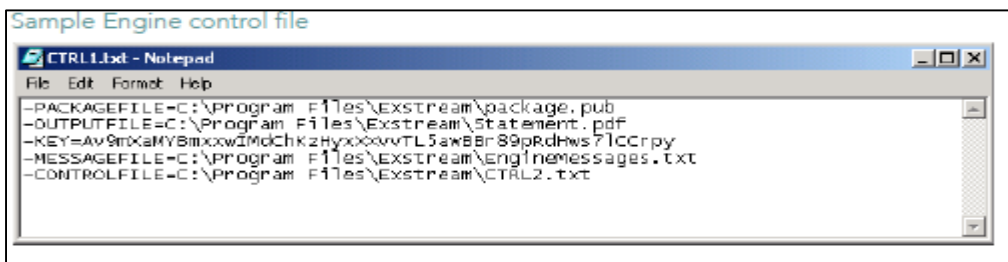 Sample Engine control file
CTRL1.txt - Notepad
File Edit Format Help
-PACKAGEFILE=C:\Program Files\Exstream\package.pub
-OUTPUTFILE=C:\Program Files\Exstream\Statement.pdf
-MESSAGEFILE=C:\Program Files\Exstream\EngineMessages.txt
-CONTROLFILE=C:\Program Files\Exstream\CTRL2.txt